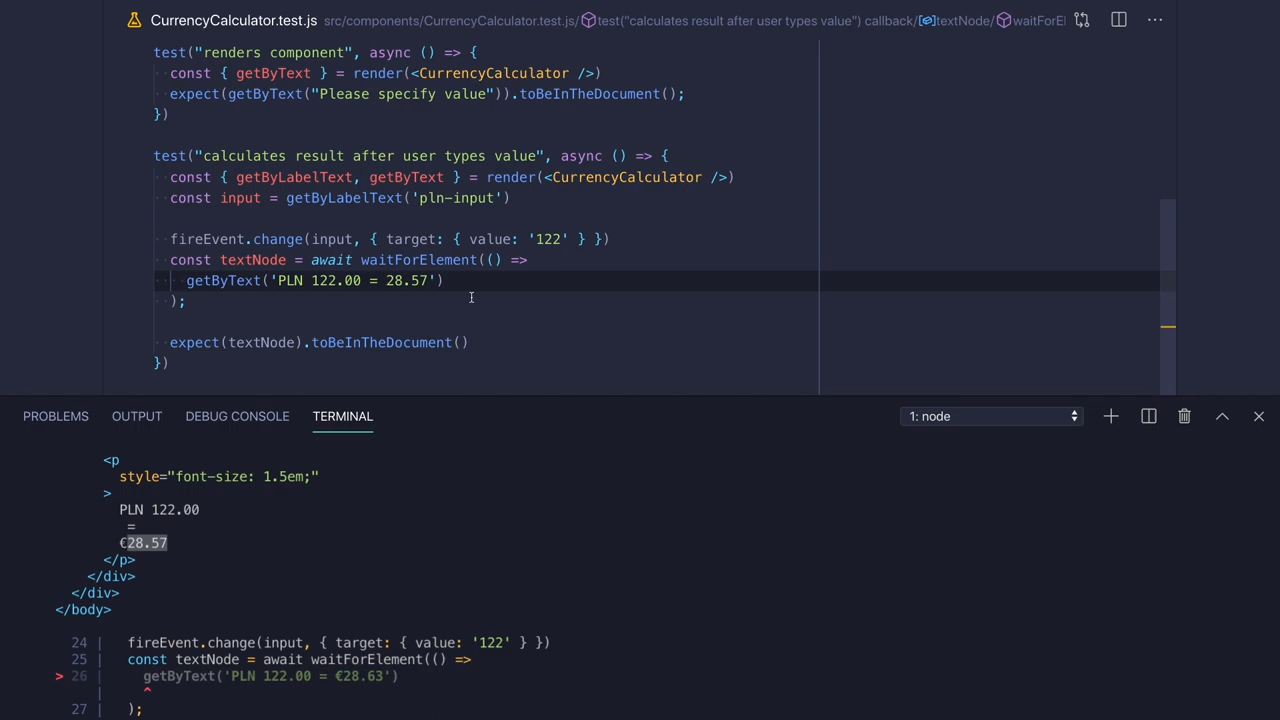 CurrencyCalculator.test.js src/components/CurrencyCalculator.test.js/test("calculates result after user types value") callback/textNode/waitForEl
test("renders component", async () => {
const { getByText } = render(<CurrencyCalculator />)
expect(getByText("Please specify value")).toBeInTheDocument();
})
test("calculates result after user types value", async () => {
const { getByLabelText, getByText } = render(<CurrencyCalculator />)
const input = getByLabelText('pln-input')
fireEvent.change(input, { target: { value: '122' } })
const textNode = await waitForElement(() =>
getByText('PLN 122.00 = 28.57')
);
expect(textNode).toBeInTheDocument()
})
PROBLEMS OUTPUT DEBUG CONSOLE TERMINAL 1: node
<p
style="font-size: 1.5em;"
>
PLN 122.00
=
€28.57
</p>
</div>
</div>
</body>
24 | fireEvent.change(input, { target: { value: '122' } })
25 | const textNode = await waitForElement(() =>
> 26 | getByText('PLN 122.00 = €28.63')
| ^
27 | );